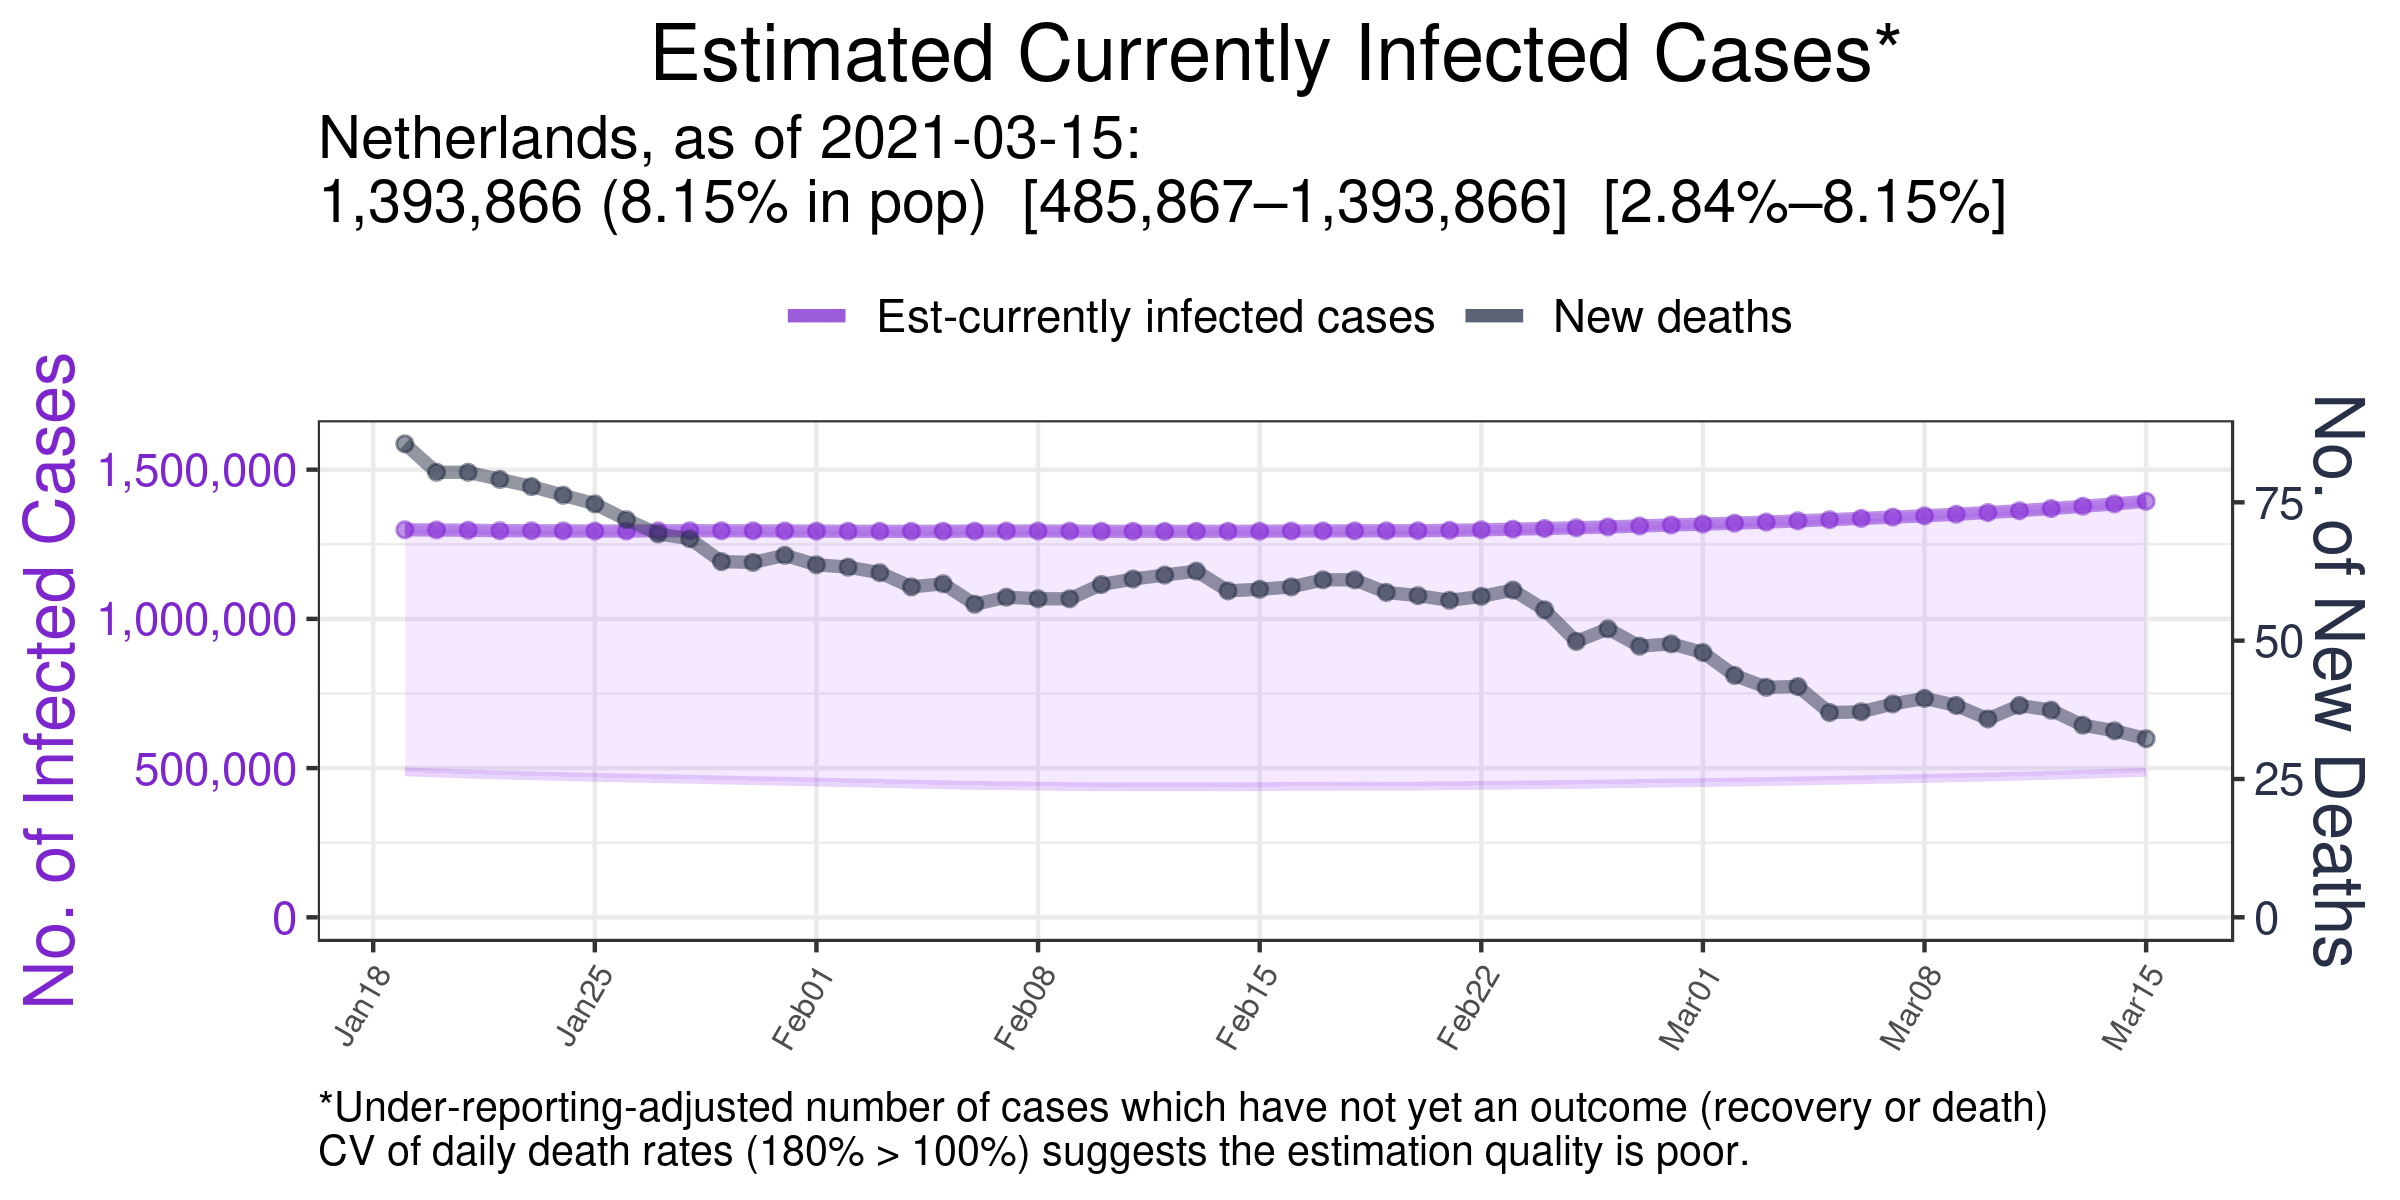 Estimated Currently Infected Cases*
Netherlands, as of 2021-03-15:
1,393,866 (8.15% in pop)  [485,867–1,393,866]  [2.84%–8.15%]
Est-currently infected cases
New deaths
No. of Infected Cases
1,500,000
1,000,000
500,000
0
No. of New Deaths
75
50
25
0
Jan18
Jan25
Feb01
Feb08
Feb15
Feb22
Mar01
Mar08
Mar15
*Under-reporting-adjusted number of cases which have not yet an outcome (recovery or death)
CV of daily death rates (180% > 100%) suggests the estimation quality is poor.